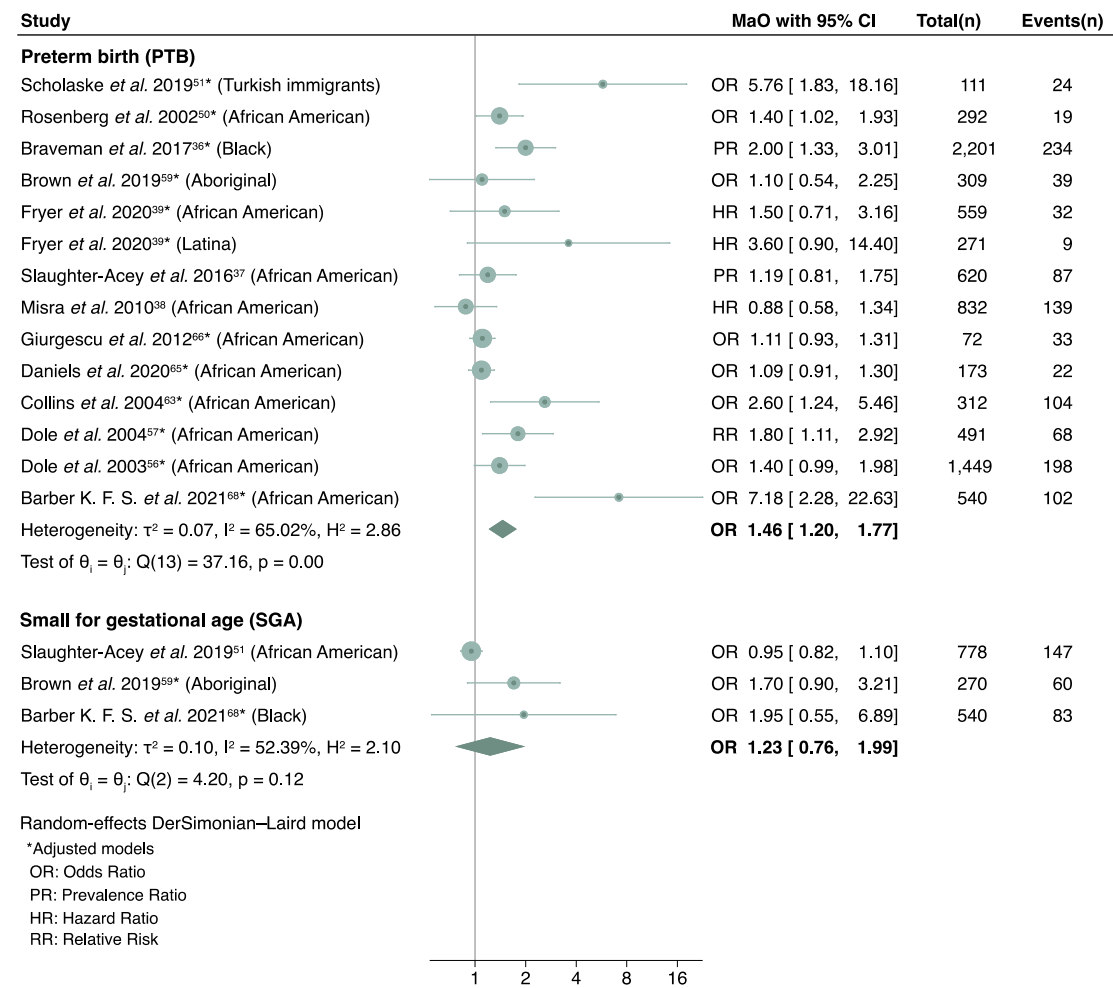 Study MaO with 95% CI Total(n) Events(n)
Preterm birth (PTB)
Scholaske et al. 2019⁵¹* (Turkish immigrants) OR 5.76 [ 1.83, 18.16] 111 24
Rosenberg et al. 2002⁵⁰* (African American) OR 1.40 [ 1.02, 1.93] 292 19
Braveman et al. 2017³⁶* (Black) PR 2.00 [ 1.33, 3.01] 2,201 234
Brown et al. 2019⁵⁹* (Aboriginal) OR 1.10 [ 0.54, 2.25] 309 39
Fryer et al. 2020³⁹* (African American) HR 1.50 [ 0.71, 3.16] 559 32
Fryer et al. 2020³⁹* (Latina) HR 3.60 [ 0.90, 14.40] 271 9
Slaughter-Acey et al. 2016³⁷ (African American) PR 1.19 [ 0.81, 1.75] 620 87
Misra et al. 2010³⁸ (African American) HR 0.88 [ 0.58, 1.34] 832 139
Giurgescu et al. 2012⁶⁶* (African American) OR 1.11 [ 0.93, 1.31] 72 33
Daniels et al. 2020⁶⁵* (African American) OR 1.09 [ 0.91, 1.30] 173 22
Collins et al. 2004⁶³* (African American) OR 2.60 [ 1.24, 5.46] 312 104
Dole et al. 2004⁵⁷* (African American) RR 1.80 [ 1.11, 2.92] 491 68
Dole et al. 2003⁵⁶* (African American) OR 1.40 [ 0.99, 1.98] 1,449 198
Barber K. F. S. et al. 2021⁶⁸* (African American) OR 7.18 [ 2.28, 22.63] 540 102
Heterogeneity: τ² = 0.07, I² = 65.02%, H² = 2.86 OR 1.46 [ 1.20, 1.77]
Test of θᵢ = θⱼ: Q(13) = 37.16, p = 0.00
Small for gestational age (SGA)
Slaughter-Acey et al. 2019⁵¹ (African American) OR 0.95 [ 0.82, 1.10] 778 147
Brown et al. 2019⁵⁹* (Aboriginal) OR 1.70 [ 0.90, 3.21] 270 60
Barber K. F. S. et al. 2021⁶⁸* (Black) OR 1.95 [ 0.55, 6.89] 540 83
Heterogeneity: τ² = 0.10, I² = 52.39%, H² = 2.10 OR 1.23 [ 0.76, 1.99]
Test of θᵢ = θⱼ: Q(2) = 4.20, p = 0.12
Random-effects DerSimonian–Laird model
*Adjusted models
OR: Odds Ratio
PR: Prevalence Ratio
HR: Hazard Ratio
RR: Relative Risk
1 2 4 8 16